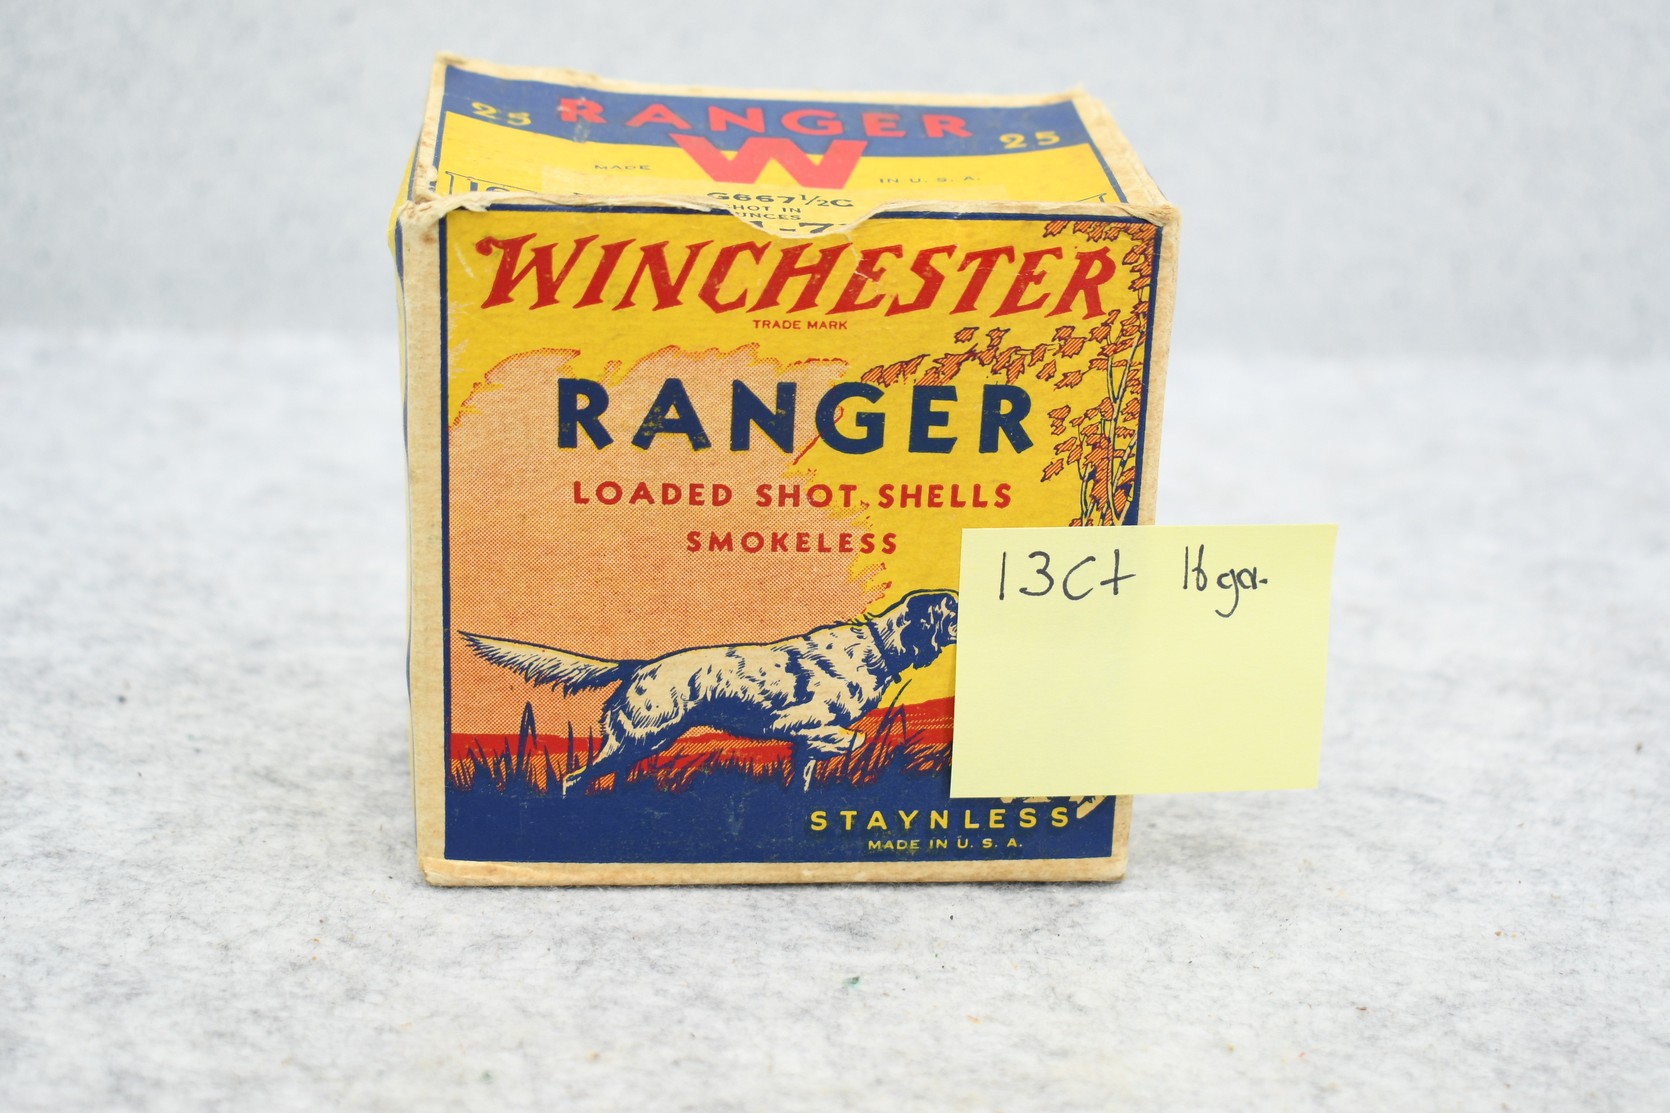 25 RANGER 25
W
MADE IN U. S. A.
G667½C
SHOT IN
OUNCES
WINCHESTER
TRADE MARK
RANGER
LOADED SHOT SHELLS
SMOKELESS
13ct 16ga.
STAYNLESS
MADE IN U. S. A.